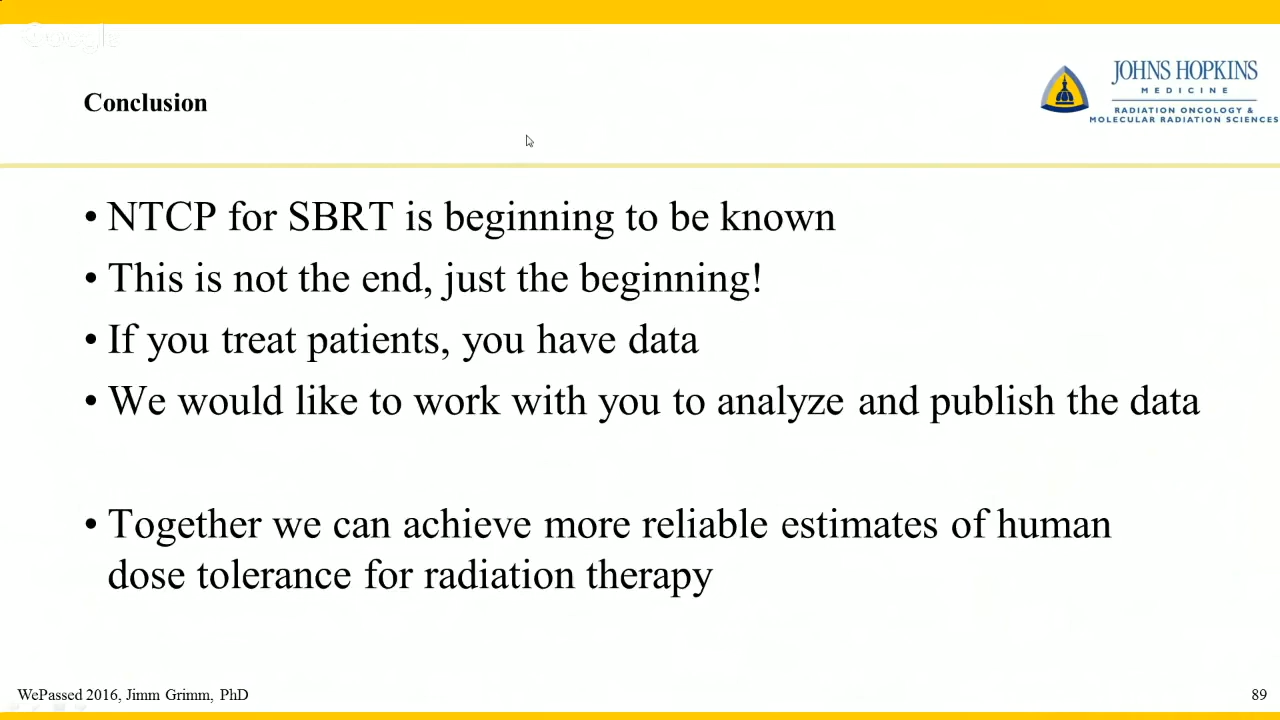 Google
JOHNS HOPKINS
MEDICINE
RADIATION ONCOLOGY &
MOLECULAR RADIATION SCIENCES
Conclusion
• NTCP for SBRT is beginning to be known
• This is not the end, just the beginning!
• If you treat patients, you have data
• We would like to work with you to analyze and publish the data
• Together we can achieve more reliable estimates of human
dose tolerance for radiation therapy
WePassed 2016, Jimm Grimm, PhD
89